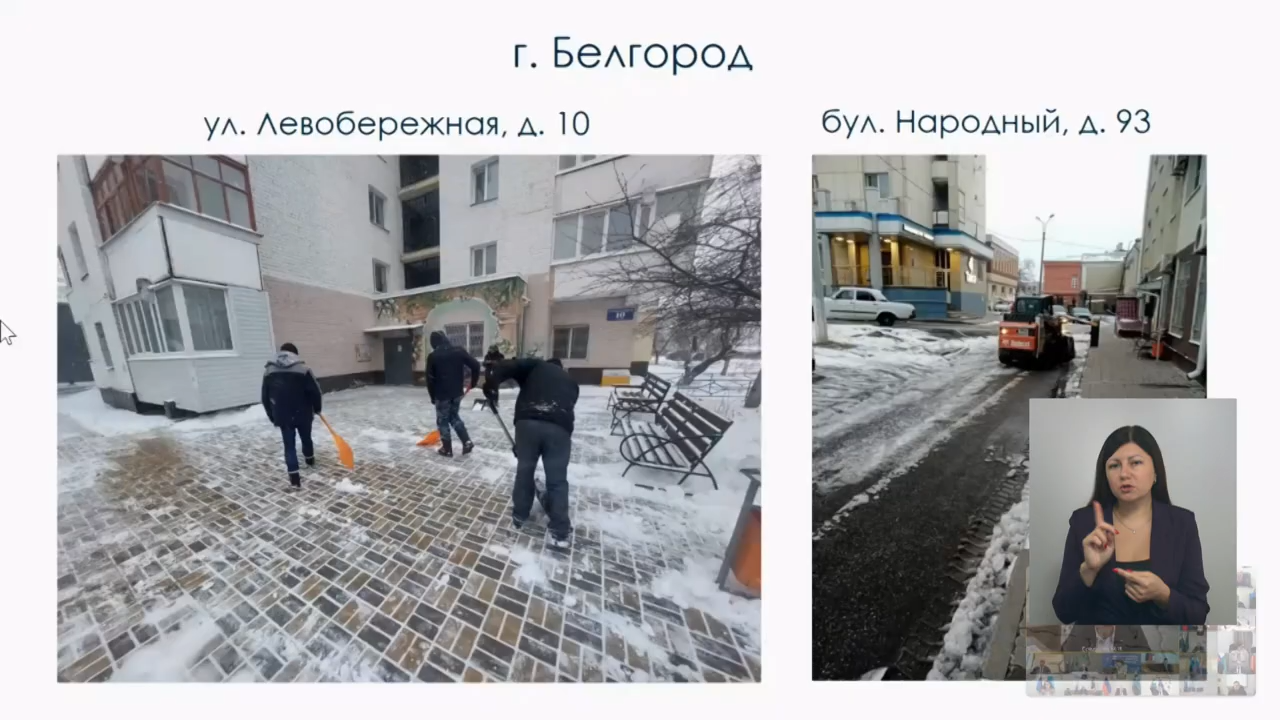 г. Белгород
ул. Левобережная, д. 10
бул. Народный, д. 93